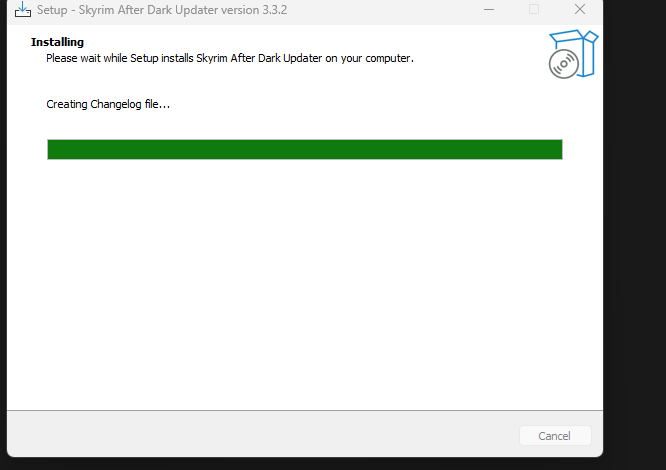 Setup - Skyrim After Dark Updater version 3.3.2
Installing
Please wait while Setup installs Skyrim After Dark Updater on your computer.
Creating Changelog file...
Cancel